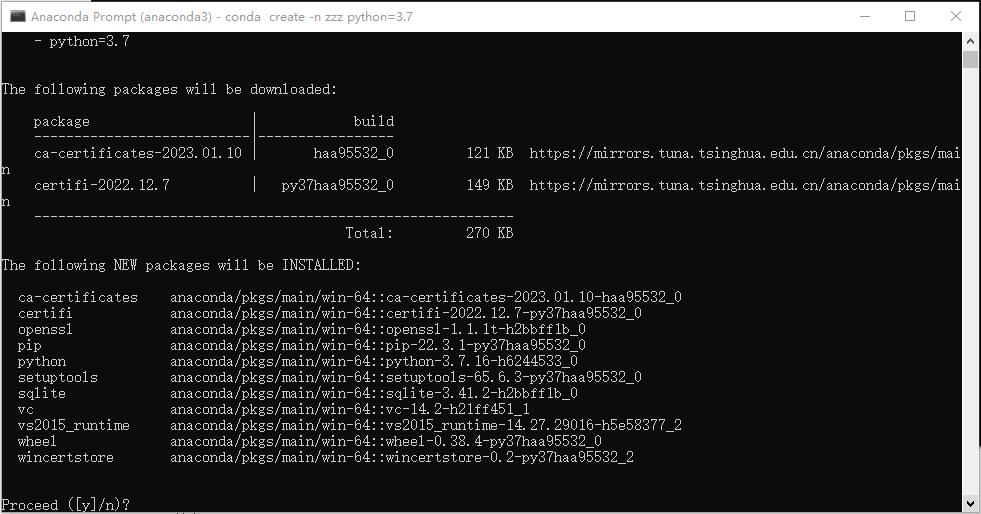 Anaconda Prompt (anaconda3) - conda  create -n zzz python=3.7
    - python=3.7
The following packages will be downloaded:
    package                    |            build
    ---------------------------|-----------------
    ca-certificates-2023.01.10 |       haa95532_0         121 KB  https://mirrors.tuna.tsinghua.edu.cn/anaconda/pkgs/mai
n
    certifi-2022.12.7          |   py37haa95532_0         149 KB  https://mirrors.tuna.tsinghua.edu.cn/anaconda/pkgs/mai
n
    ------------------------------------------------------------
                                           Total:         270 KB
The following NEW packages will be INSTALLED:
  ca-certificates    anaconda/pkgs/main/win-64::ca-certificates-2023.01.10-haa95532_0
  certifi            anaconda/pkgs/main/win-64::certifi-2022.12.7-py37haa95532_0
  openssl            anaconda/pkgs/main/win-64::openssl-1.1.1t-h2bbff1b_0
  pip                anaconda/pkgs/main/win-64::pip-22.3.1-py37haa95532_0
  python             anaconda/pkgs/main/win-64::python-3.7.16-h6244533_0
  setuptools         anaconda/pkgs/main/win-64::setuptools-65.6.3-py37haa95532_0
  sqlite             anaconda/pkgs/main/win-64::sqlite-3.41.2-h2bbff1b_0
  vc                 anaconda/pkgs/main/win-64::vc-14.2-h21ff451_1
  vs2015_runtime     anaconda/pkgs/main/win-64::vs2015_runtime-14.27.29016-h5e58377_2
  wheel              anaconda/pkgs/main/win-64::wheel-0.38.4-py37haa95532_0
  wincertstore       anaconda/pkgs/main/win-64::wincertstore-0.2-py37haa95532_2
Proceed ([y]/n)?